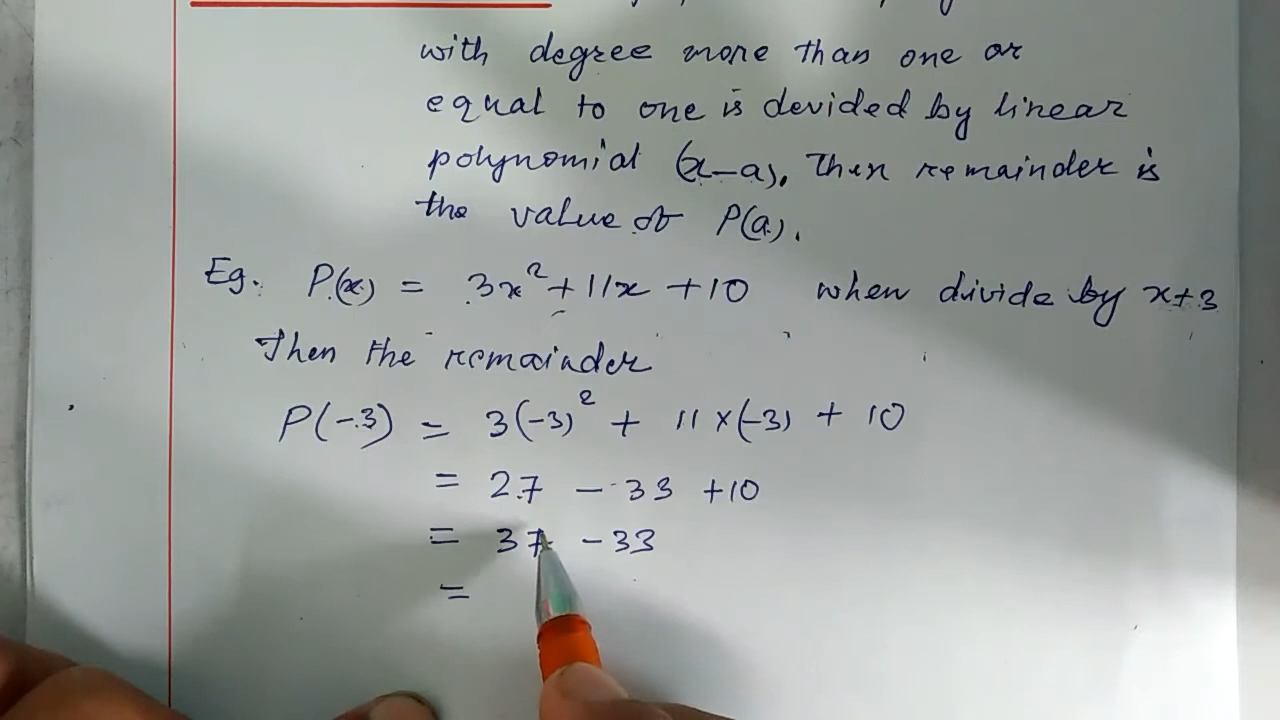 with degree more than one or
equal to one is devided by linear
polynomial (x-a), Then remainder is
the value of P(a).
Eg. P(x) = 3x² + 11x + 10 when divide by x+3
Then the remainder
P(-3) = 3(-3)² + 11×(-3) + 10
= 27 - 33 +10
= 37 - 33
=